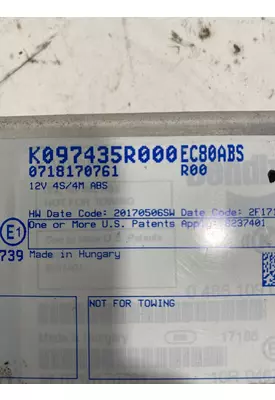 K097435R000 EC80ABS
0718170761 R00
12V 4S/4M ABS
HW Date Code: 20170506SW Date Code: 2F17
One or More U.S. Patents Apply: 8237401
E1
739 Made in Hungary
NOT FOR TOWING